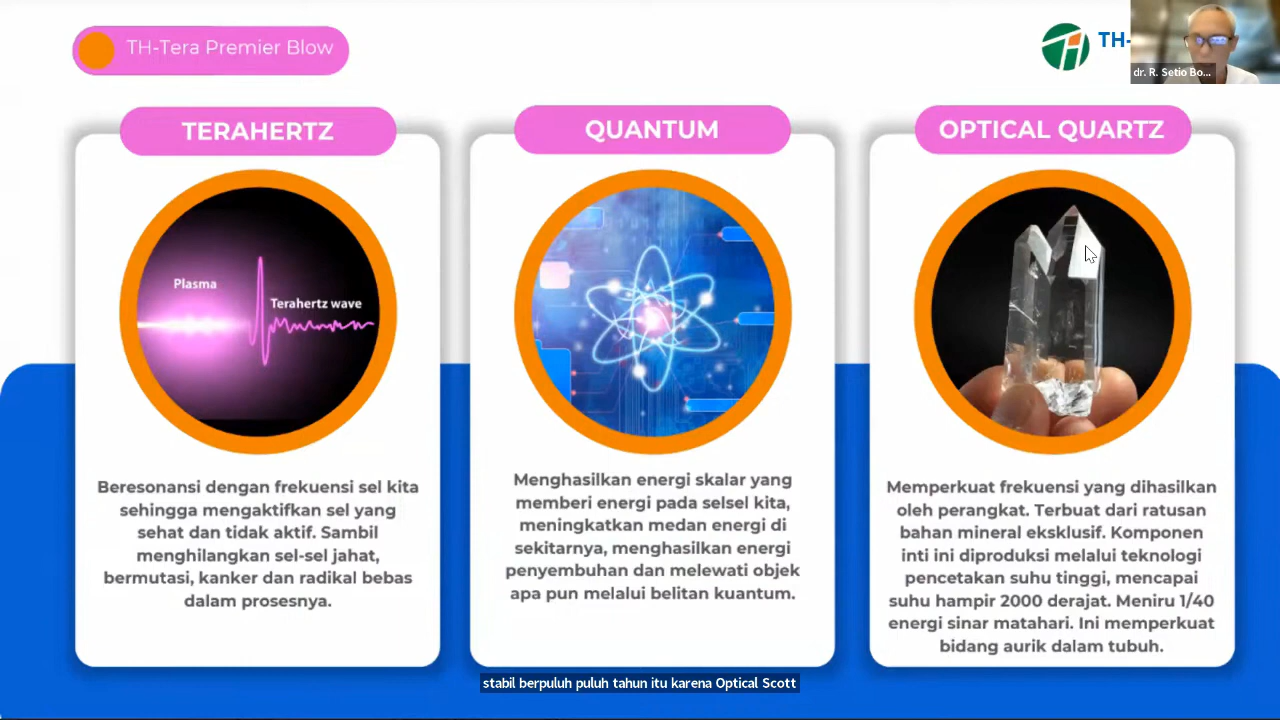 TH-Tera Premier Blow
TH-
dr. R. Setio Bo...
TERAHERTZ
QUANTUM
OPTICAL QUARTZ
Plasma
Terahertz wave
Beresonansi dengan frekuensi sel kita
sehingga mengaktifkan sel yang
sehat dan tidak aktif. Sambil
menghilangkan sel-sel jahat,
bermutasi, kanker dan radikal bebas
dalam prosesnya.
Menghasilkan energi skalar yang
memberi energi pada selsel kita,
meningkatkan medan energi di
sekitarnya, menghasilkan energi
penyembuhan dan melewati objek
apa pun melalui belitan kuantum.
Memperkuat frekuensi yang dihasilkan
oleh perangkat. Terbuat dari ratusan
bahan mineral eksklusif. Komponen
inti ini diproduksi melalui teknologi
pencetakan suhu tinggi, mencapai
suhu hampir 2000 derajat. Meniru 1/40
energi sinar matahari. Ini memperkuat
bidang aurik dalam tubuh.
stabil berpuluh puluh tahun itu karena Optical Scott